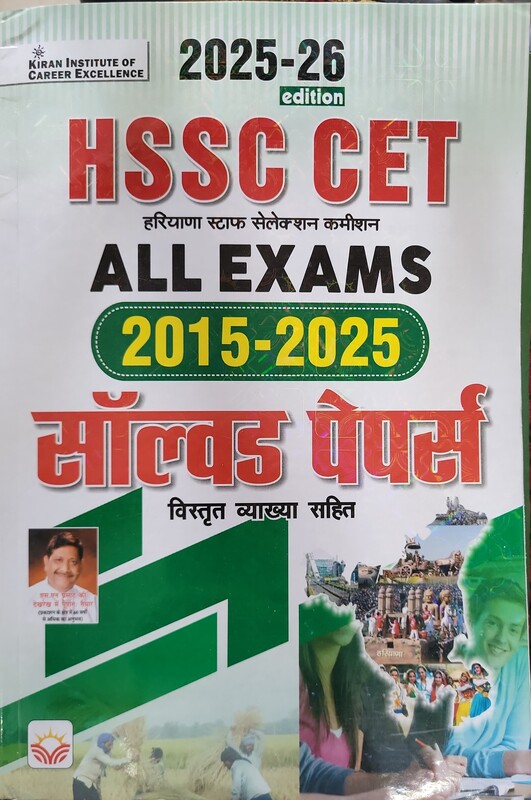 KIRAN INSTITUTE OF
CAREER EXCELLENCE
2025-26
edition
HSSC CET
हरियाणा स्टाफ सेलेक्शन कमीशन
ALL EXAMS
2015-2025
सॉल्वड पेपर्स
विस्तृत व्याख्या सहित
हरियाणा